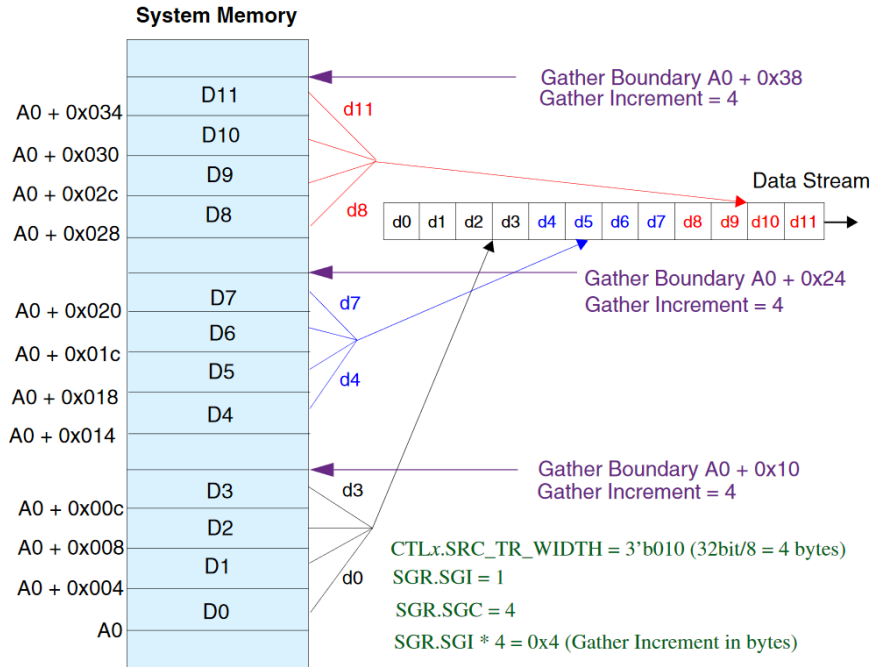 System Memory
Gather Boundary A0 + 0x38
Gather Increment = 4
D11
d11
A0 + 0x034
D10
A0 + 0x030
D9
A0 + 0x02c
Data Stream
D8
d8
A0 + 0x028
d0 d1 d2 d3 d4 d5 d6 d7 d8 d9 d10 d11
Gather Boundary A0 + 0x24
Gather Increment = 4
D7
d7
A0 + 0x020
D6
A0 + 0x01c
D5
d4
A0 + 0x018
D4
A0 + 0x014
Gather Boundary A0 + 0x10
Gather Increment = 4
D3
d3
A0 + 0x00c
D2
A0 + 0x008
D1
d0
A0 + 0x004
D0
A0
CTLx.SRC_TR_WIDTH = 3’b010 (32bit/8 = 4 bytes)
SGR.SGI = 1
SGR.SGC = 4
SGR.SGI * 4 = 0x4 (Gather Increment in bytes)